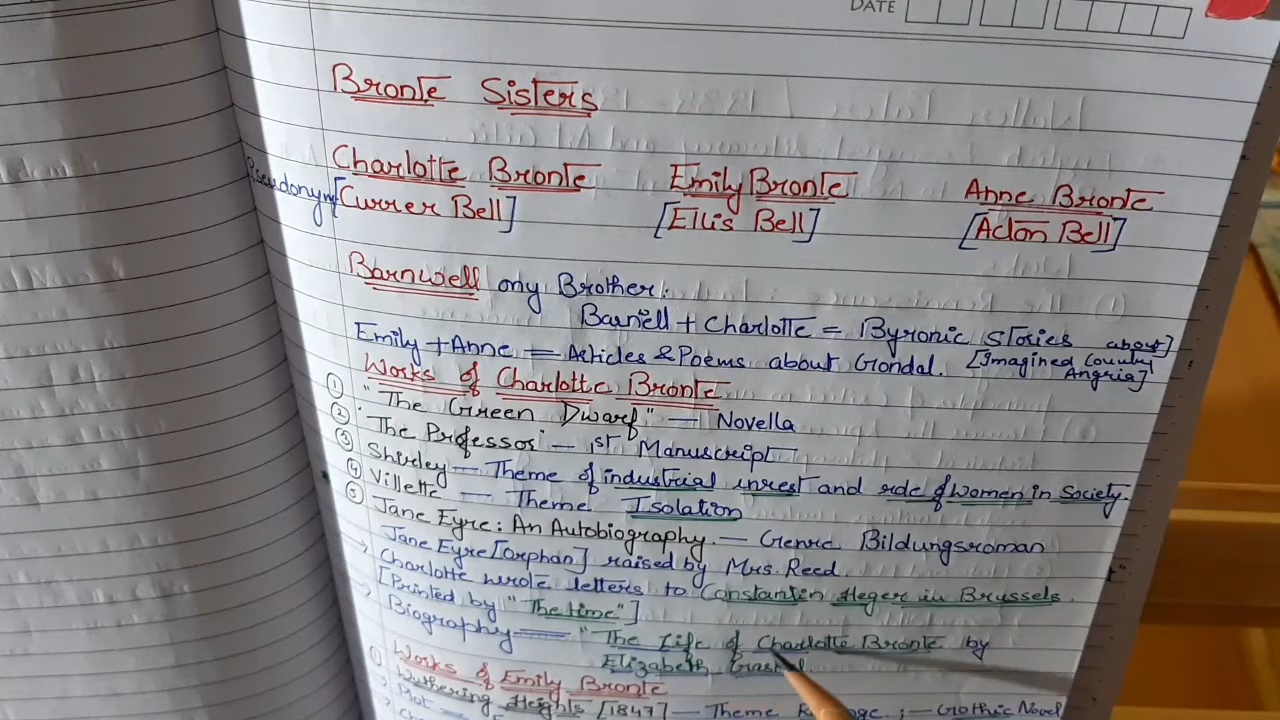 DATE
Bronte Sisters
Charlotte Bronte Emily Bronte Anne Bronte
Pseudonym [Currer Bell] [Ellis Bell] [Acton Bell]
Barnwell ony Brother:
Barnell + Charlotte = Byronic stories about]
Emily + Anne = Articles & Poems about Gondal. [Imagined Country Angria]
Works of Charlotte Bronte
① "The Green Dwarf" — Novella
② "The Professor" — 1st Manuscript
③ Shirley — Theme of industrial unrest and role of women in Society.
④ Villette — Theme Isolation
⑤ Jane Eyre: An Autobiography. — Genre Bildungsroman
Jane Eyre [orphan] raised by Mrs. Reed.
→ Charlotte wrote letters to Constantin Heger in Brussels
[Printed by "The time"]
→ Biography — "The Life of Charlotte Bronte by
Elizabeth Gaskel.
Works of Emily Bronte
① Wuthering Heights [1847] — Theme ; — Gothic Novel
Plot —